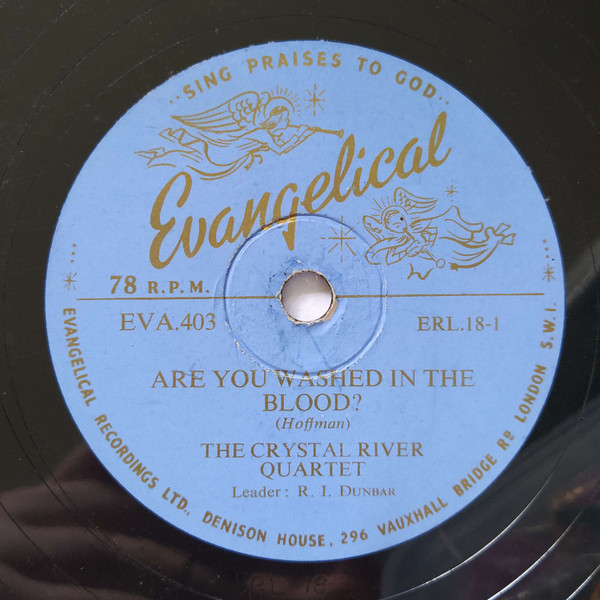 ..SING PRAISES TO GOD..
Evangelical
78 R.P.M.
EVA.403
ERL.18-1
ARE YOU WASHED IN THE
BLOOD?
(Hoffman)
THE CRYSTAL RIVER
QUARTET
Leader: R. I. DUNBAR
EVANGELICAL RECORDINGS LTD., DENISON HOUSE, 296 VAUXHALL BRIDGE RD LONDON S.W.1.